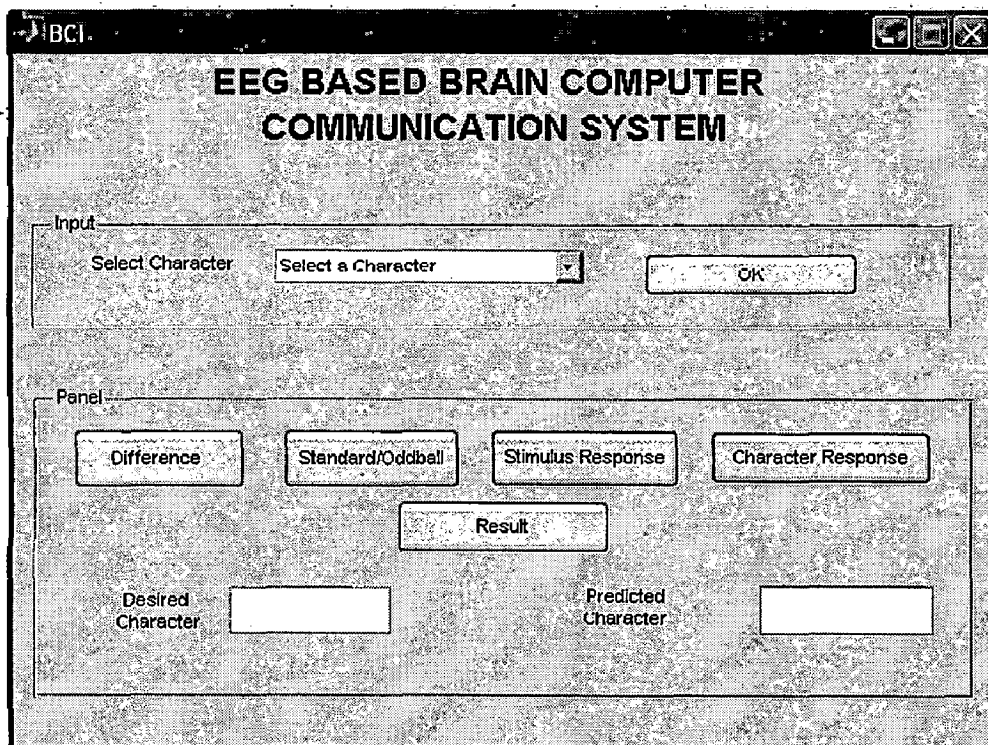 BCI
EEG BASED BRAIN COMPUTER
COMMUNICATION SYSTEM
Input
Select Character
Select a Character
OK
Panel
Difference
Standard/Oddball
Stimulus Response
Character Response
Result
Desired
Character
Predicted
Character